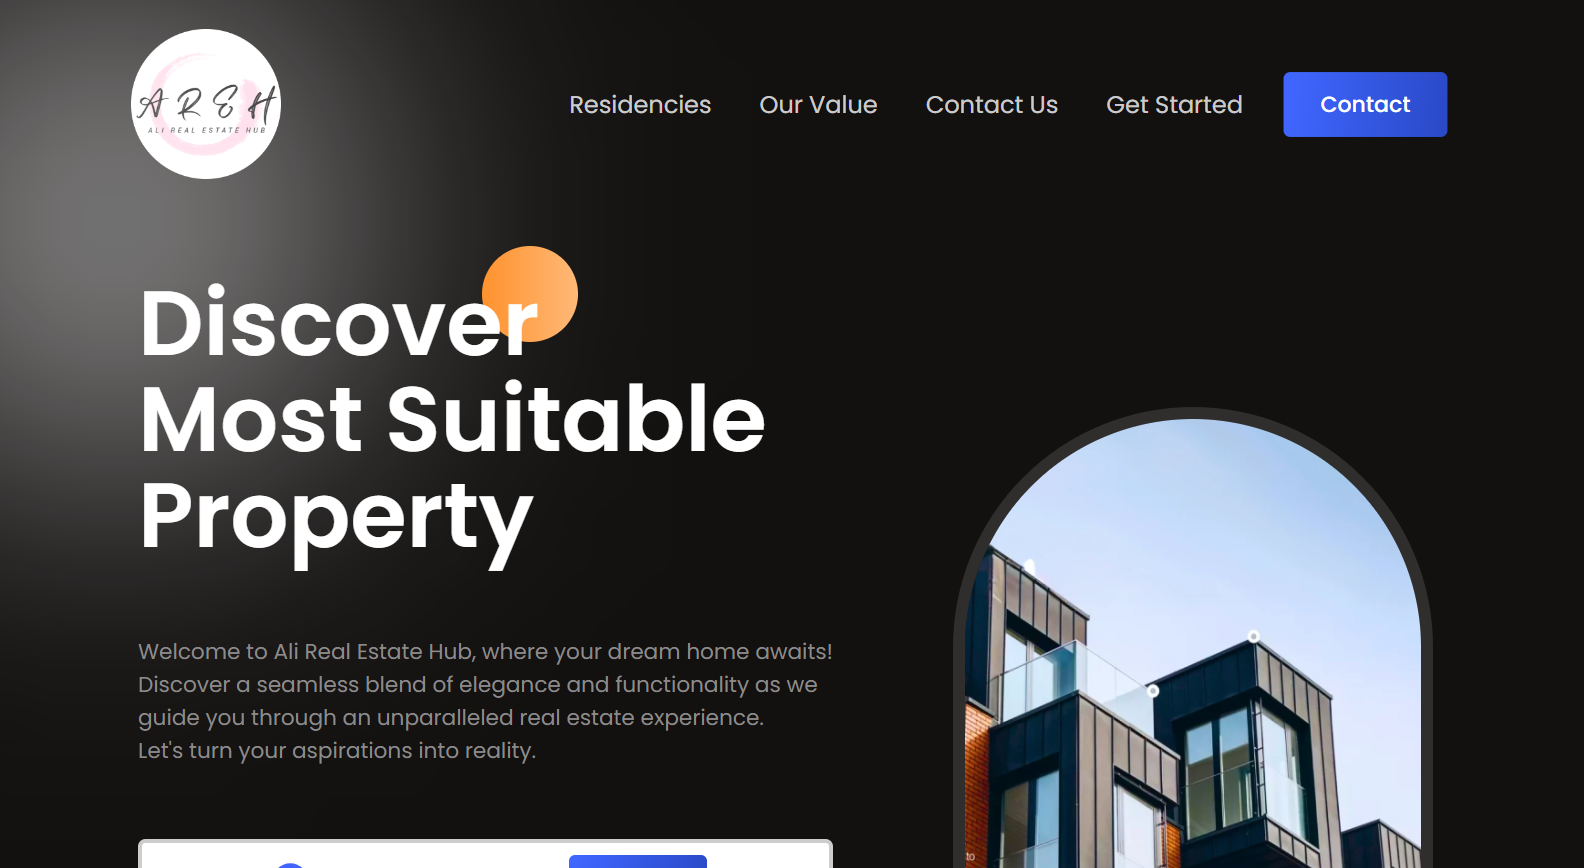 A R E H
ALI REAL ESTATE HUB
Residencies
Our Value
Contact Us
Get Started
Contact
Discover
Most Suitable
Property
Welcome to Ali Real Estate Hub, where your dream home awaits!
Discover a seamless blend of elegance and functionality as we
guide you through an unparalleled real estate experience.
Let's turn your aspirations into reality.
to